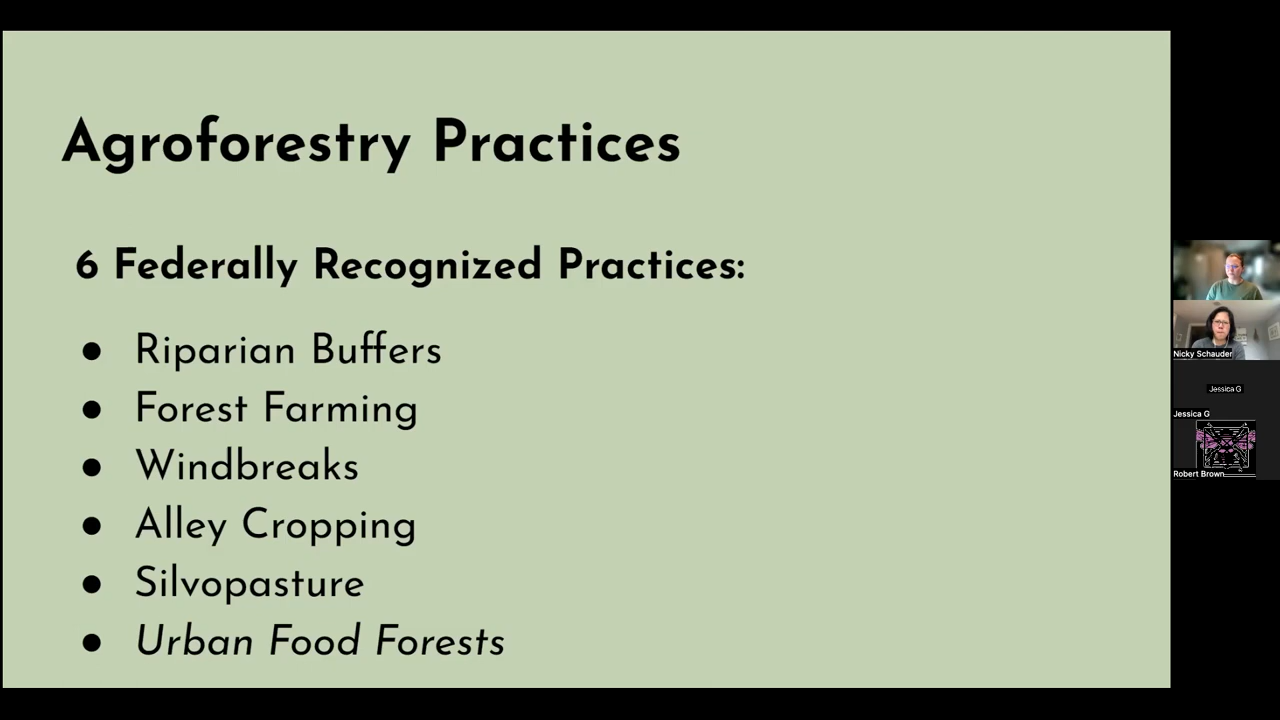 Agroforestry Practices
6 Federally Recognized Practices:
● Riparian Buffers
● Forest Farming
● Windbreaks
● Alley Cropping
● Silvopasture
● Urban Food Forests
Nicky Schauder
Jessica G
Jessica G
Robert Brown